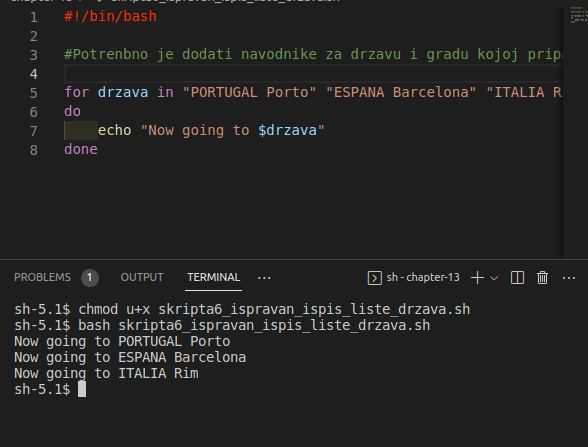 skripta6_ispravan_ispis_liste_drzava.sh
1 #!/bin/bash
2
3 #Potrenbno je dodati navodnike za drzavu i gradu kojoj prip
4
5 for drzava in "PORTUGAL Porto" "ESPANA Barcelona" "ITALIA R
6 do
7 echo "Now going to $drzava"
8 done
PROBLEMS 1 OUTPUT TERMINAL ... sh - chapter-13
sh-5.1$ chmod u+x skripta6_ispravan_ispis_liste_drzava.sh
sh-5.1$ bash skripta6_ispravan_ispis_liste_drzava.sh
Now going to PORTUGAL Porto
Now going to ESPANA Barcelona
Now going to ITALIA Rim
sh-5.1$